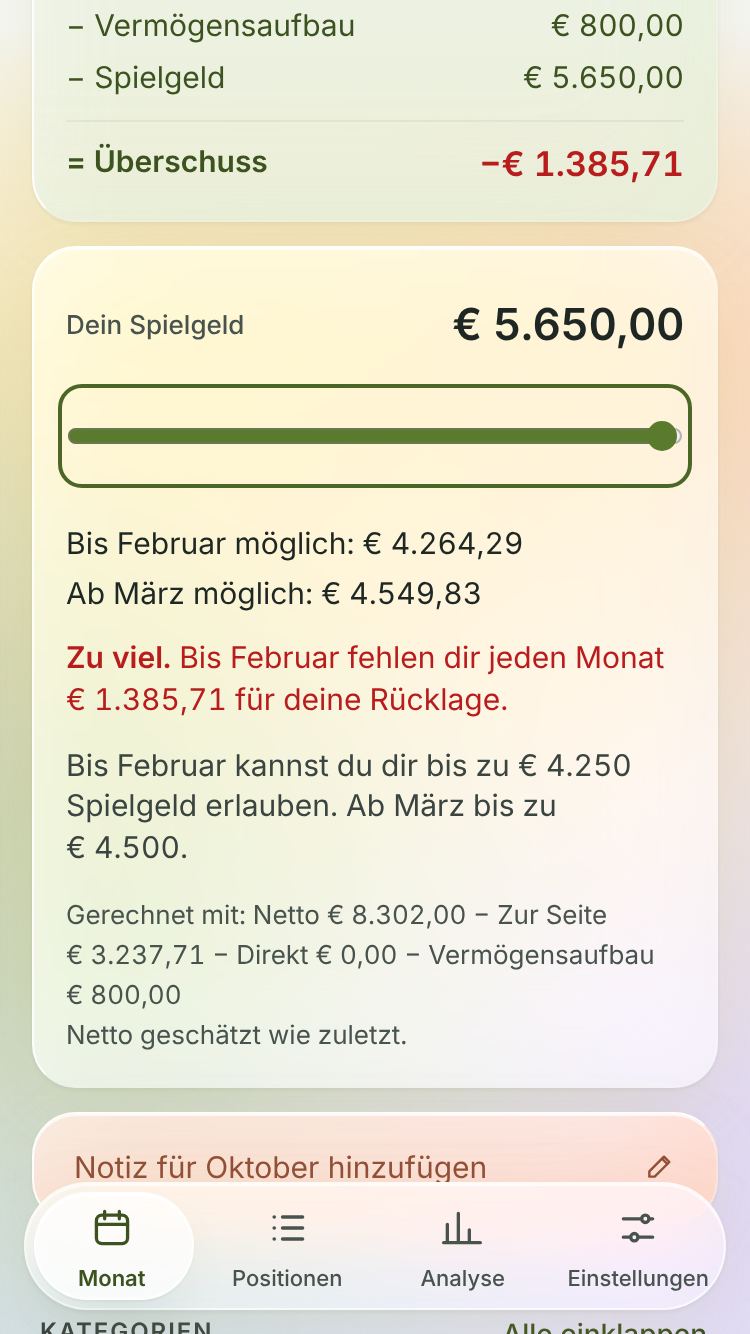 − Vermögensaufbau € 800,00
− Spielgeld € 5.650,00
= Überschuss −€ 1.385,71
Dein Spielgeld € 5.650,00
Bis Februar möglich: € 4.264,29
Ab März möglich: € 4.549,83
Zu viel. Bis Februar fehlen dir jeden Monat
€ 1.385,71 für deine Rücklage.
Bis Februar kannst du dir bis zu € 4.250
Spielgeld erlauben. Ab März bis zu
€ 4.500.
Gerechnet mit: Netto € 8.302,00 − Zur Seite
€ 3.237,71 − Direkt € 0,00 − Vermögensaufbau
€ 800,00
Netto geschätzt wie zuletzt.
Notiz für Oktober hinzufügen
Monat Positionen Analyse Einstellungen
KATEGORIEN Alle einklappen